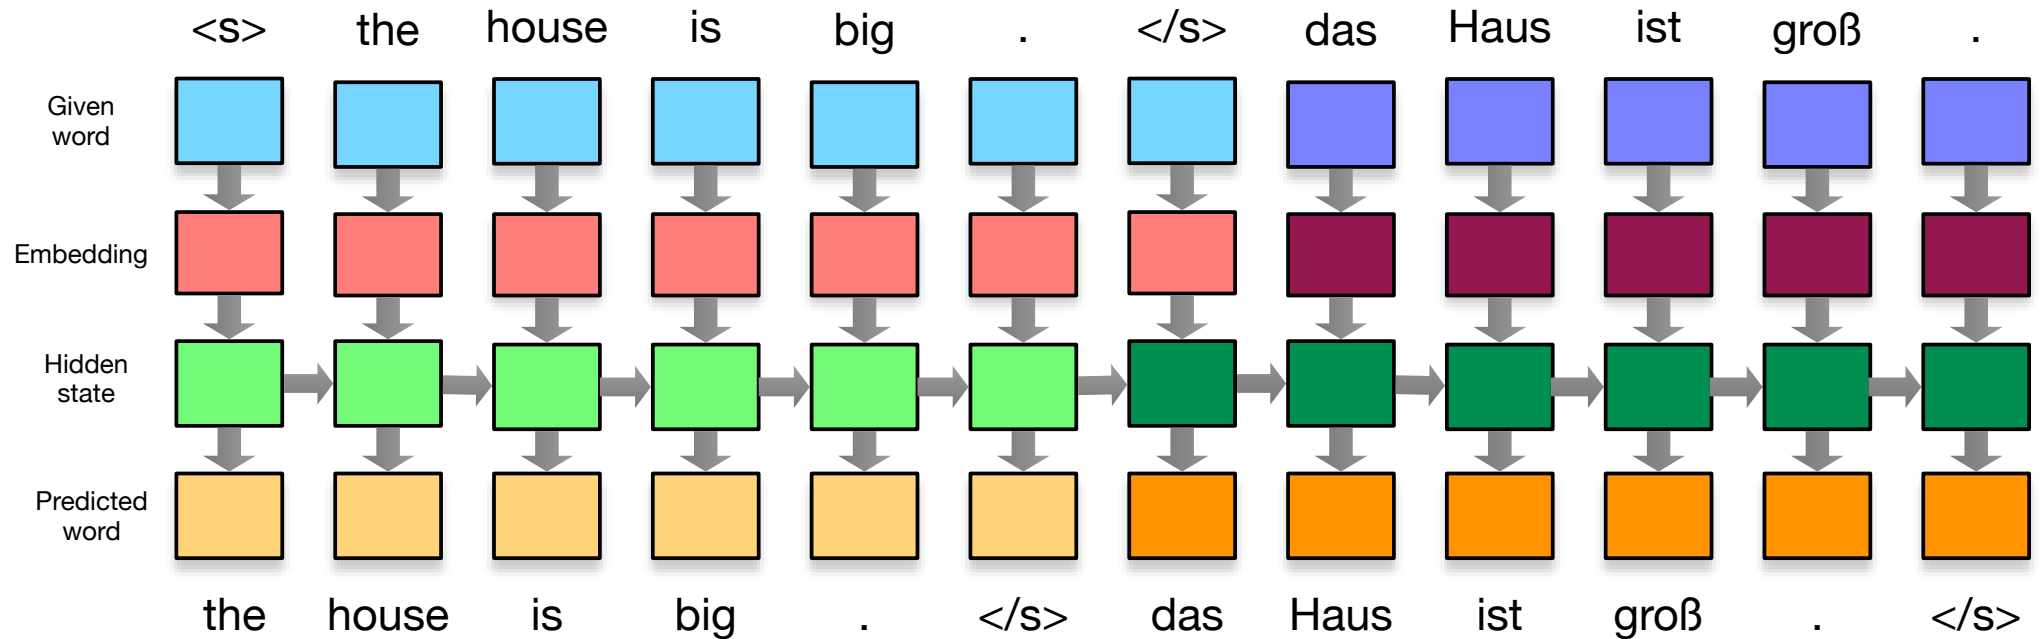 <s> the house is big . </s> das Haus ist groß .
Given
word
Embedding
Hidden
state
Predicted
word
the house is big . </s> das Haus ist groß . </s>